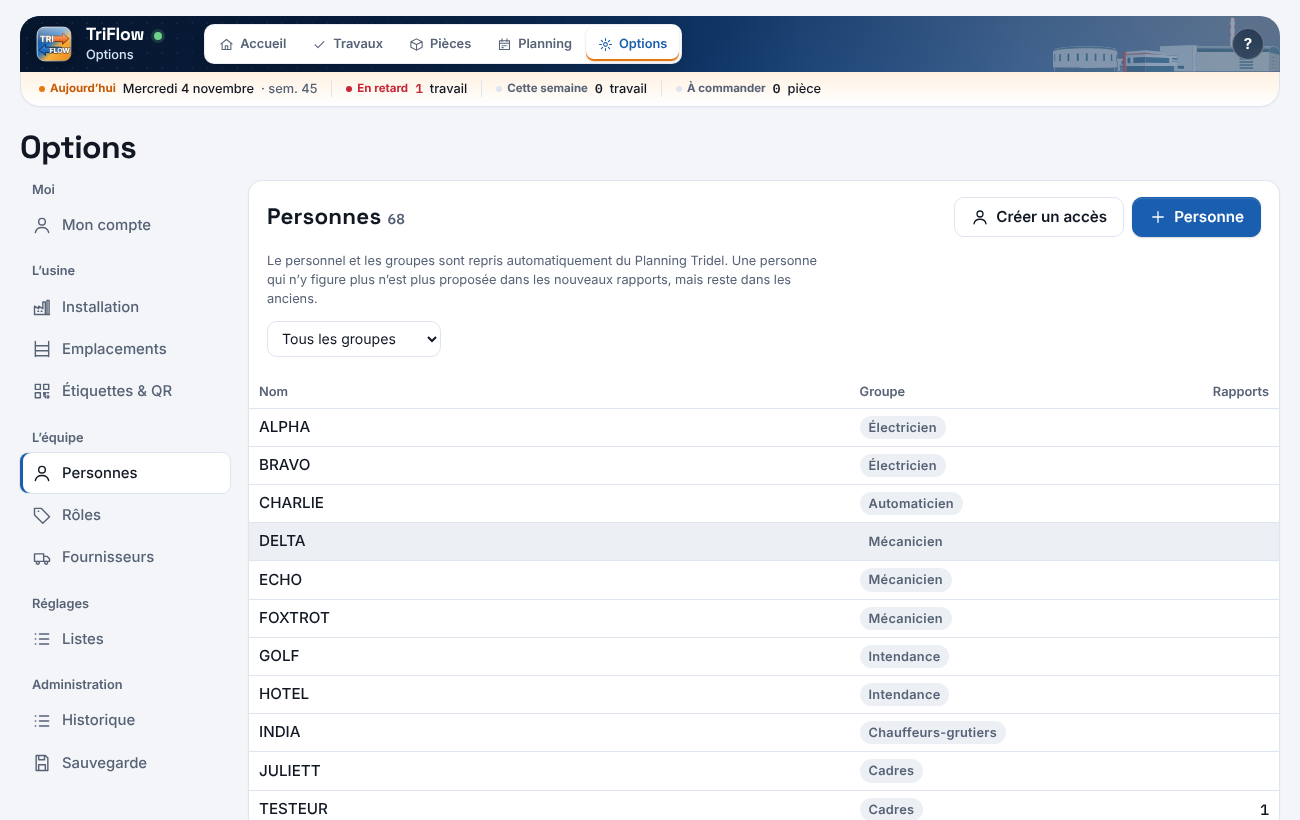 TRI
FLOW
TriFlow
Options
Accueil
Travaux
Pièces
Planning
Options
?
Aujourd’hui Mercredi 4 novembre · sem. 45
En retard 1 travail
Cette semaine 0 travail
À commander 0 pièce
Options
Moi
Mon compte
L’usine
Installation
Emplacements
Étiquettes & QR
L’équipe
Personnes
Rôles
Fournisseurs
Réglages
Listes
Administration
Historique
Sauvegarde
Personnes 68
Créer un accès
Personne
Le personnel et les groupes sont repris automatiquement du Planning Tridel. Une personne
qui n’y figure plus n’est plus proposée dans les nouveaux rapports, mais reste dans les
anciens.
Tous les groupes
Nom Groupe Rapports
ALPHA Électricien
BRAVO Électricien
CHARLIE Automaticien
DELTA Mécanicien
ECHO Mécanicien
FOXTROT Mécanicien
GOLF Intendance
HOTEL Intendance
INDIA Chauffeurs-grutiers
JULIETT Cadres
TESTEUR Cadres 1